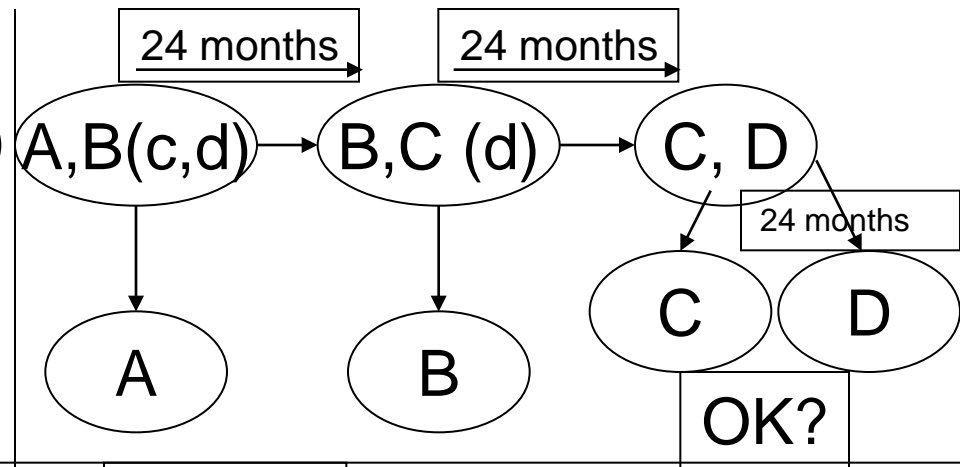 24 months 24 months
A,B(c,d) B,C (d) C, D
24 months
C D
A B
OK?